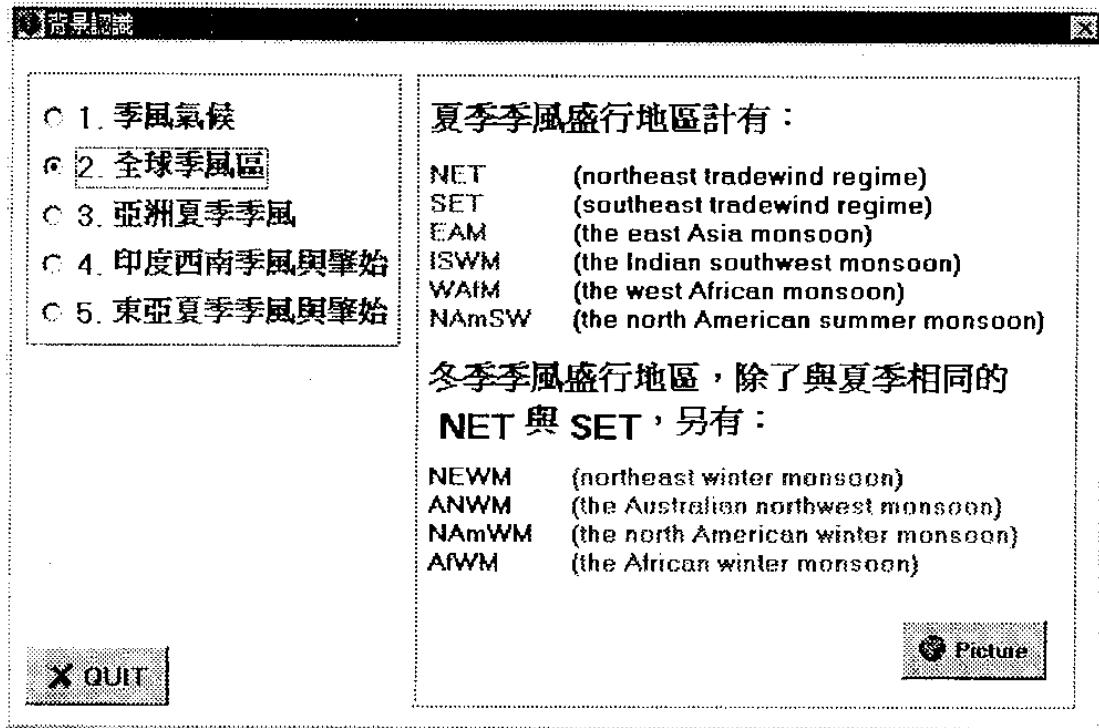 背景認識
1. 季風氣候
2. 全球季風區
3. 亞洲夏季季風
4. 印度西南季風與肇始
5. 東亞夏季季風與肇始
QUIT
夏季季風盛行地區計有：
NET (northeast tradewind regime)
SET (southeast tradewind regime)
EAM (the east Asia monsoon)
ISWM (the Indian southwest monsoon)
WAfM (the west African monsoon)
NAmSW (the north American summer monsoon)
冬季季風盛行地區，除了與夏季相同的
NET 與 SET，另有：
NEWM (northeast winter monsoon)
ANWM (the Australian northwest monsoon)
NAmWM (the north American winter monsoon)
AfWM (the African winter monsoon)
Picture